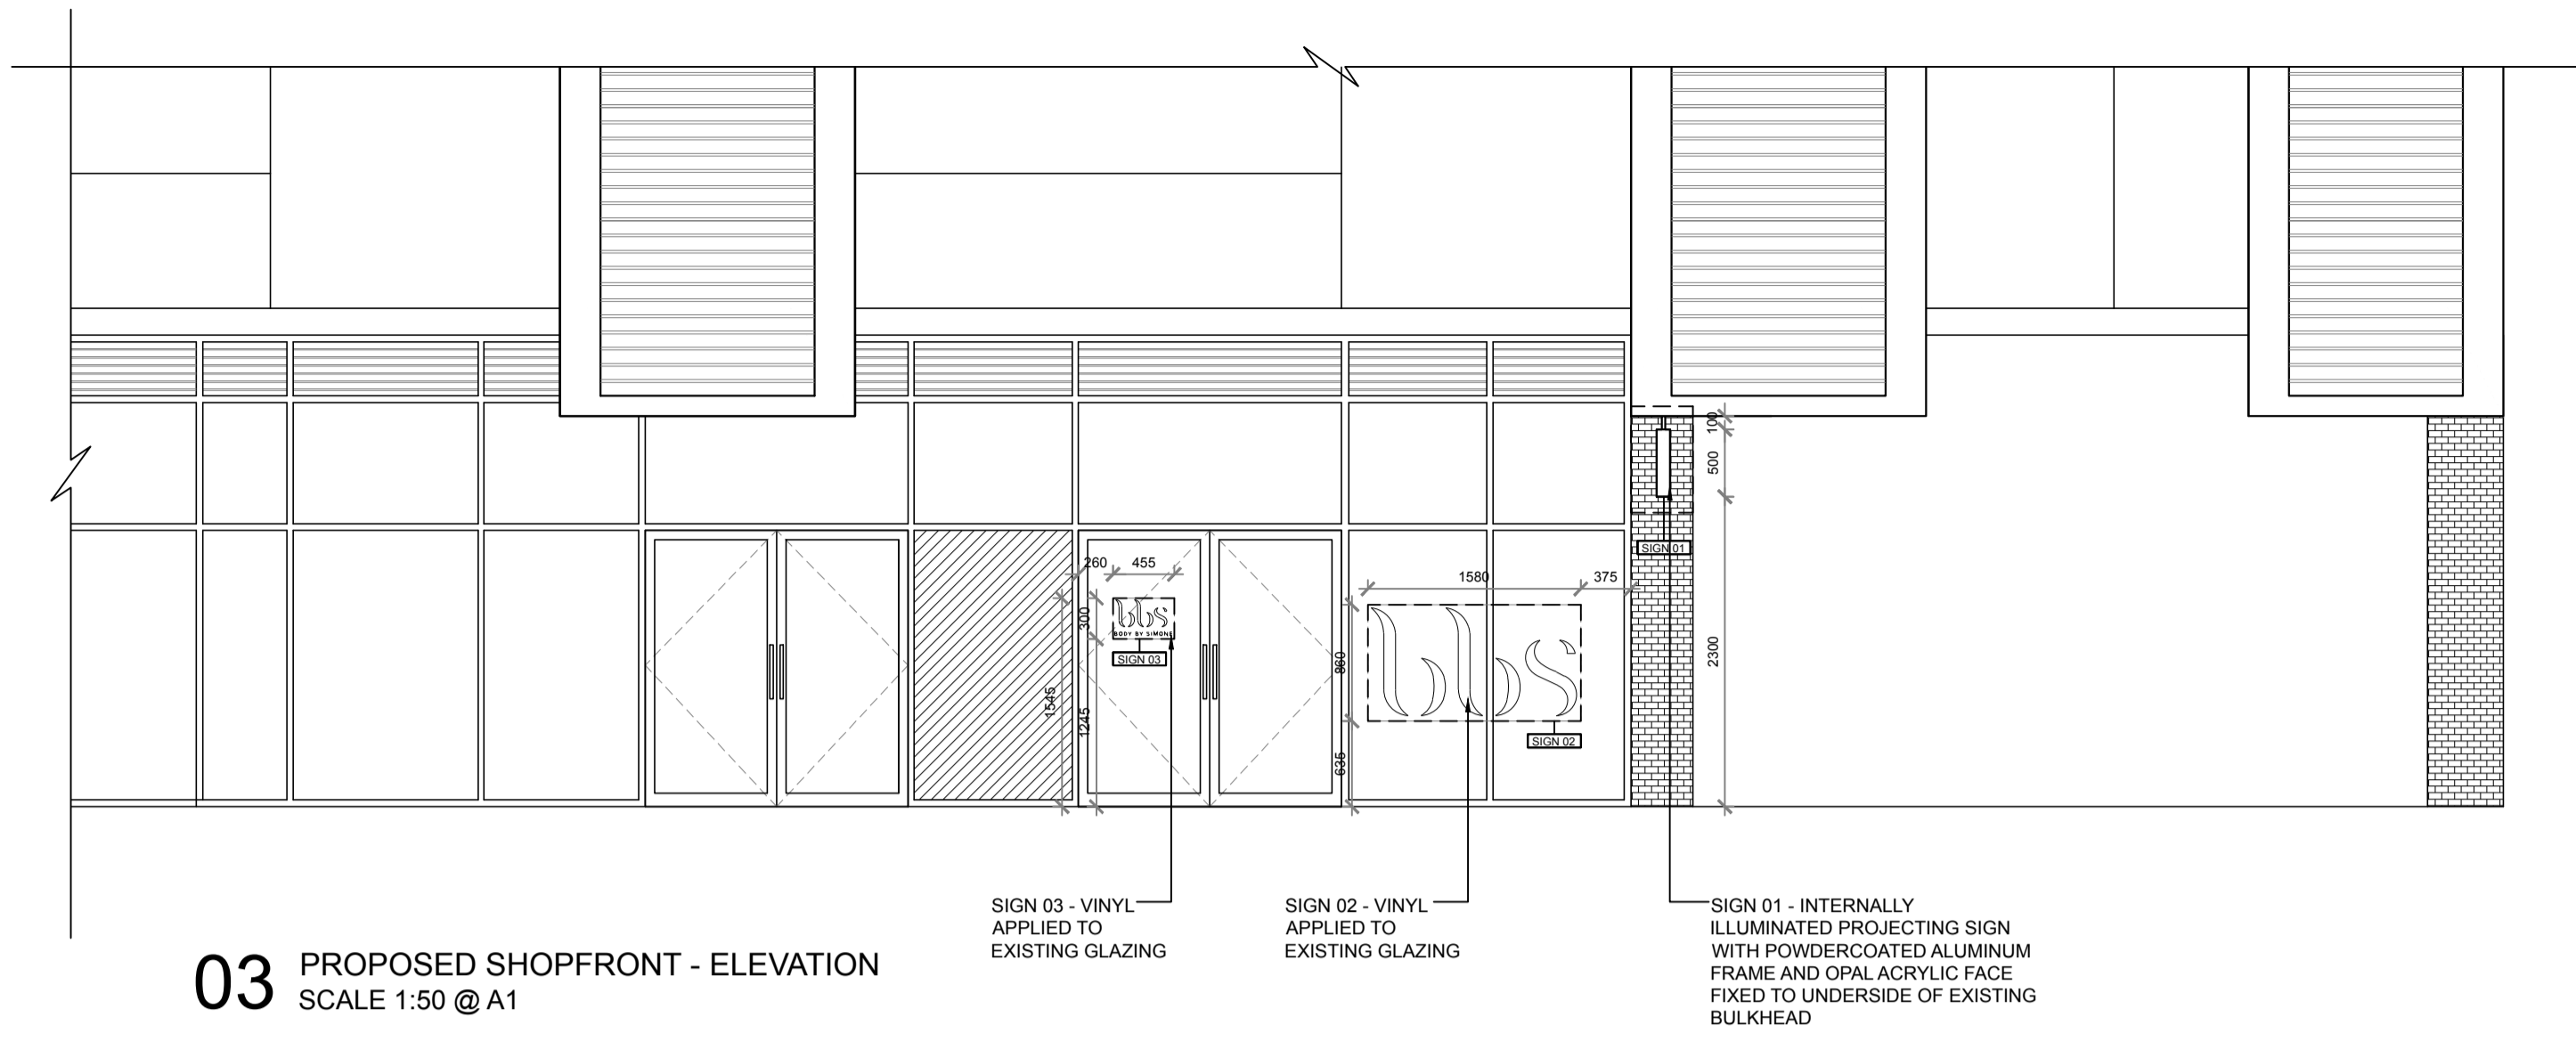 100
500
SIGN 01
260
455
1580
375
300
bbs
BODY BY SIMONE
SIGN 03
860
bbs
2300
1545
1245
SIGN 02
635
SIGN 03 - VINYL
APPLIED TO
EXISTING GLAZING
SIGN 02 - VINYL
APPLIED TO
EXISTING GLAZING
SIGN 01 - INTERNALLY
ILLUMINATED PROJECTING SIGN
WITH POWDERCOATED ALUMINUM
FRAME AND OPAL ACRYLIC FACE
FIXED TO UNDERSIDE OF EXISTING
BULKHEAD
03
PROPOSED SHOPFRONT - ELEVATION
SCALE 1:50 @ A1